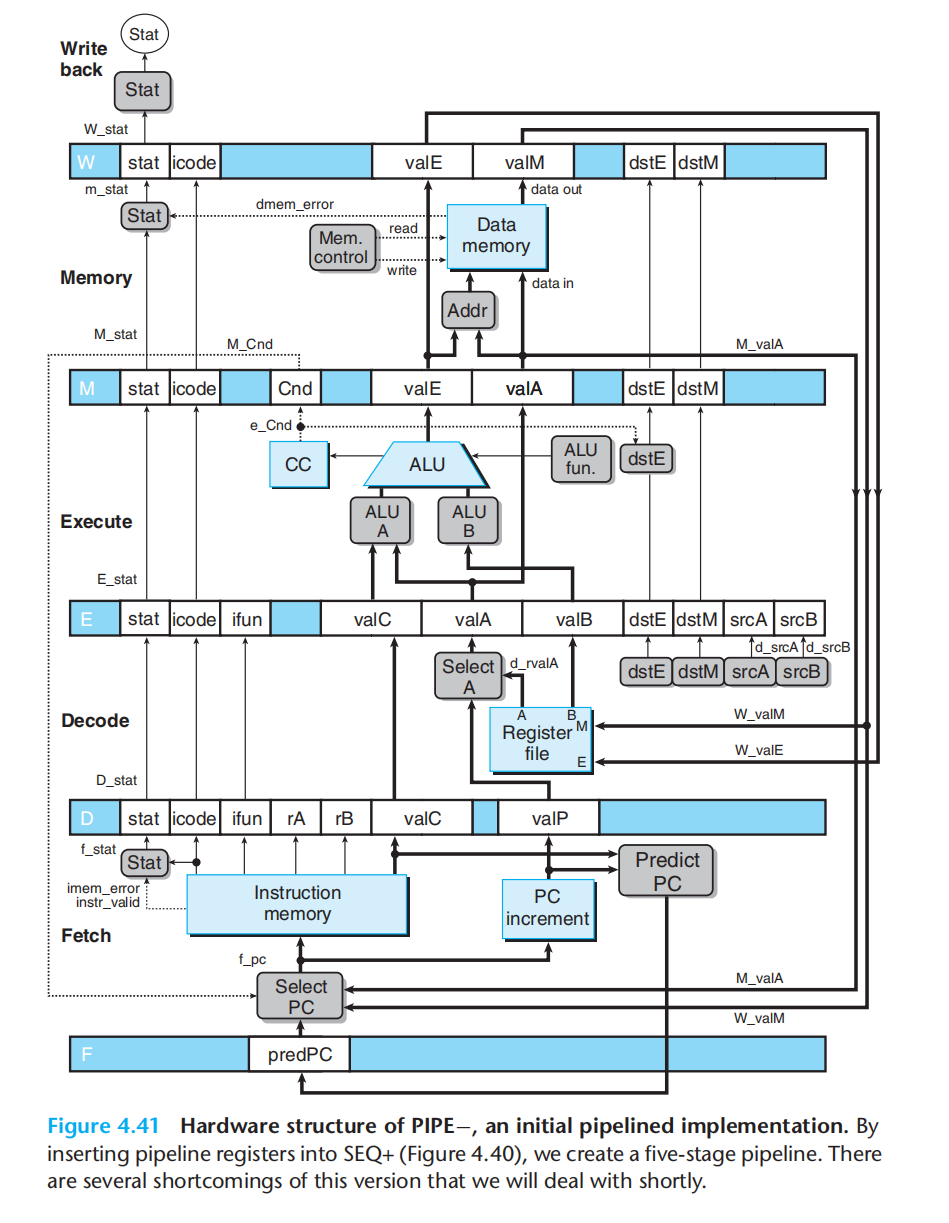 Stat
Write
back
Stat
W_stat
W stat icode valE valM dstE dstM
m_stat
data out
dmem_error
Stat
read
Mem.
control
write
Data
memory
Memory
data in
Addr
M_stat
M_Cnd
M_valA
M stat icode Cnd valE valA dstE dstM
e_Cnd
CC
ALU
ALU
fun.
dstE
ALU
A
ALU
B
Execute
E_stat
E stat icode ifun valC valA valB dstE dstM srcA srcB
d_srcA d_srcB
Select
A
d_rvalA
dstE dstM srcA srcB
A B
M
Register
file
E
W_valM
Decode
W_valE
D_stat
D stat icode ifun rA rB valC valP
f_stat
Stat
Predict
PC
imem_error
instr_valid
Instruction
memory
PC
increment
Fetch
f_pc
Select
PC
M_valA
W_valM
F predPC
Figure 4.41 Hardware structure of PIPE−, an initial pipelined implementation. By
inserting pipeline registers into SEQ+ (Figure 4.40), we create a five-stage pipeline. There
are several shortcomings of this version that we will deal with shortly.